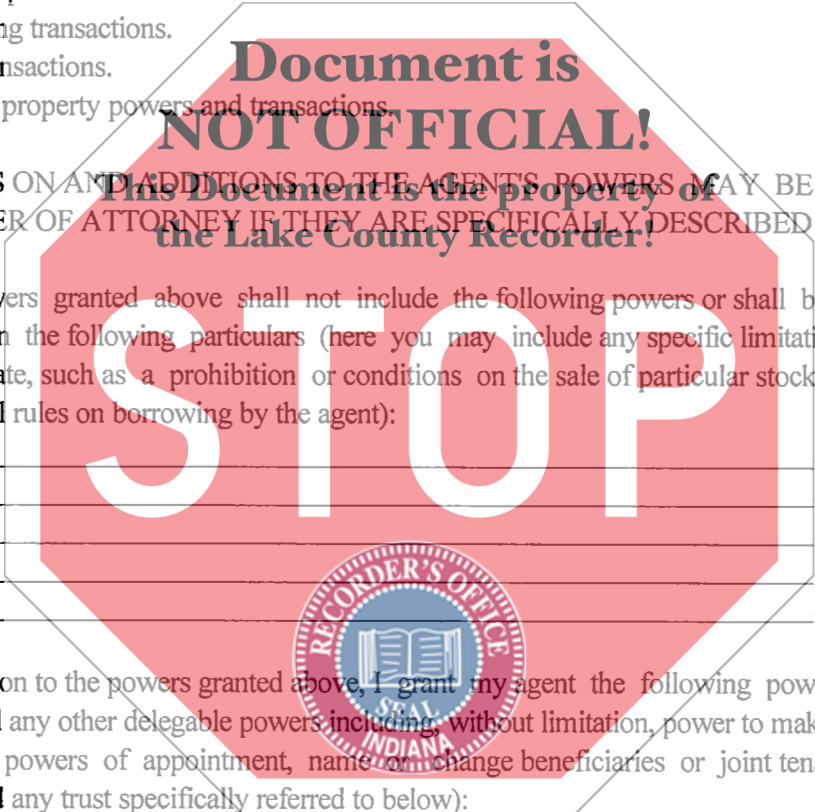 ng transactions.
nsactions.
Document is
property powers and transactions.
NOT OFFICIAL!
S ON AND ADDITIONS TO THE AGENT'S POWERS MAY BE
This Document is the property of
ER OF ATTORNEY IF THEY ARE SPECIFICALLY DESCRIBED
the Lake County Recorder!
ers granted above shall not include the following powers or shall b
n the following particulars (here you may include any specific limitati
ate, such as a prohibition or conditions on the sale of particular stock
l rules on borrowing by the agent):
STOP
RECORDER'S OFFICE
SEAL
INDIANA
on to the powers granted above, I grant my agent the following pow
any other delegable powers including, without limitation, power to mak
powers of appointment, name or change beneficiaries or joint tena
any trust specifically referred to below):